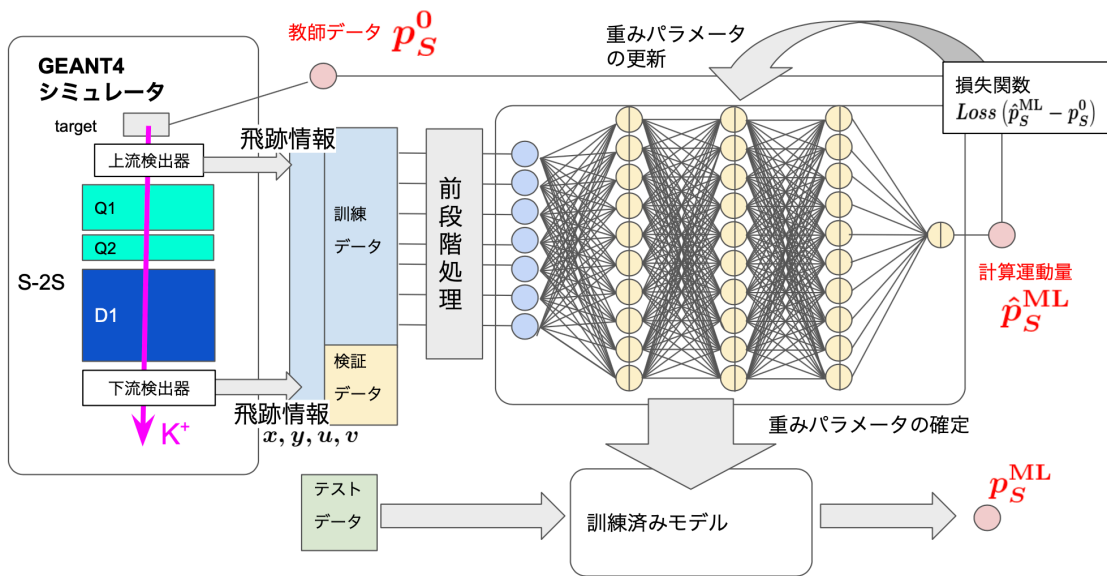 教師データ p_S^0
GEANT4
シミュレータ
target
上流検出器
Q1
Q2
S-2S
D1
下流検出器
K⁺
飛跡情報
飛跡情報
x, y, u, v
訓練
データ
検証
データ
前段階処理
重みパラメータ
の更新
損失関数
Loss (p̂_S^ML − p_S^0)
計算運動量
p̂_S^ML
重みパラメータの確定
テスト
データ
訓練済みモデル
p_S^ML